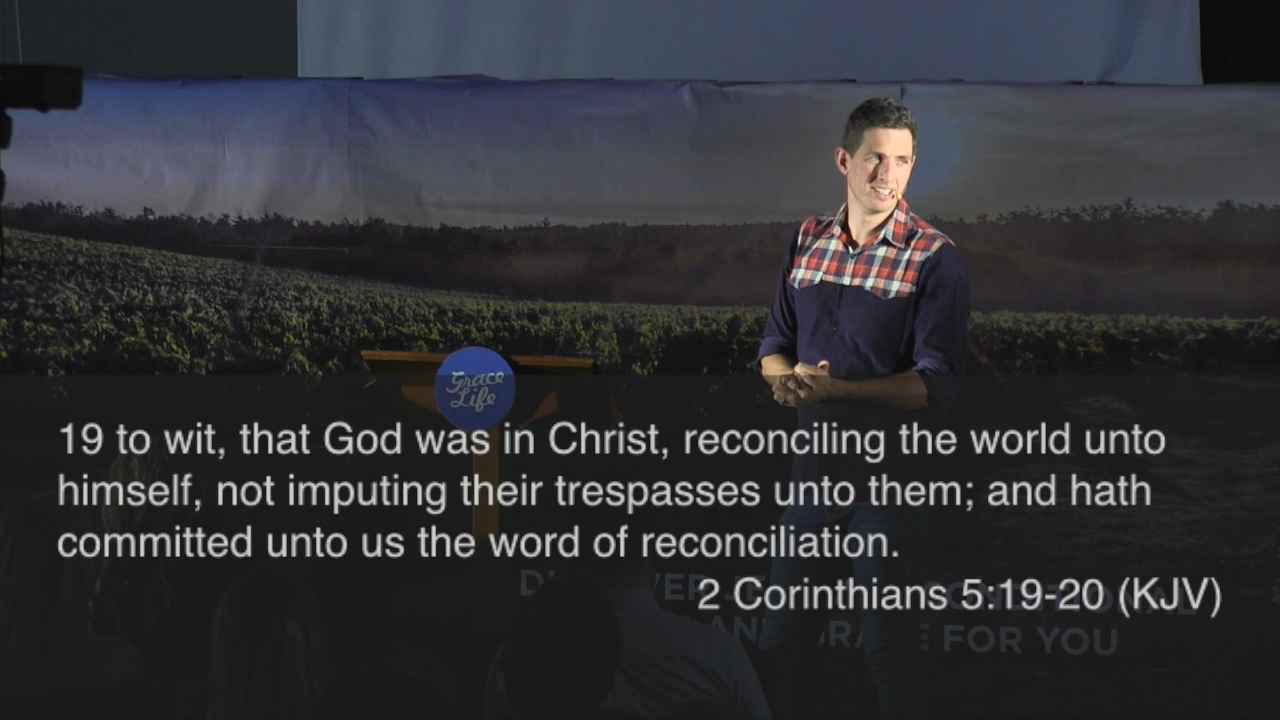 Grace
Life
19 to wit, that God was in Christ, reconciling the world unto
himself, not imputing their trespasses unto them; and hath
committed unto us the word of reconciliation.
2 Corinthians 5:19-20 (KJV)
FOR YOU